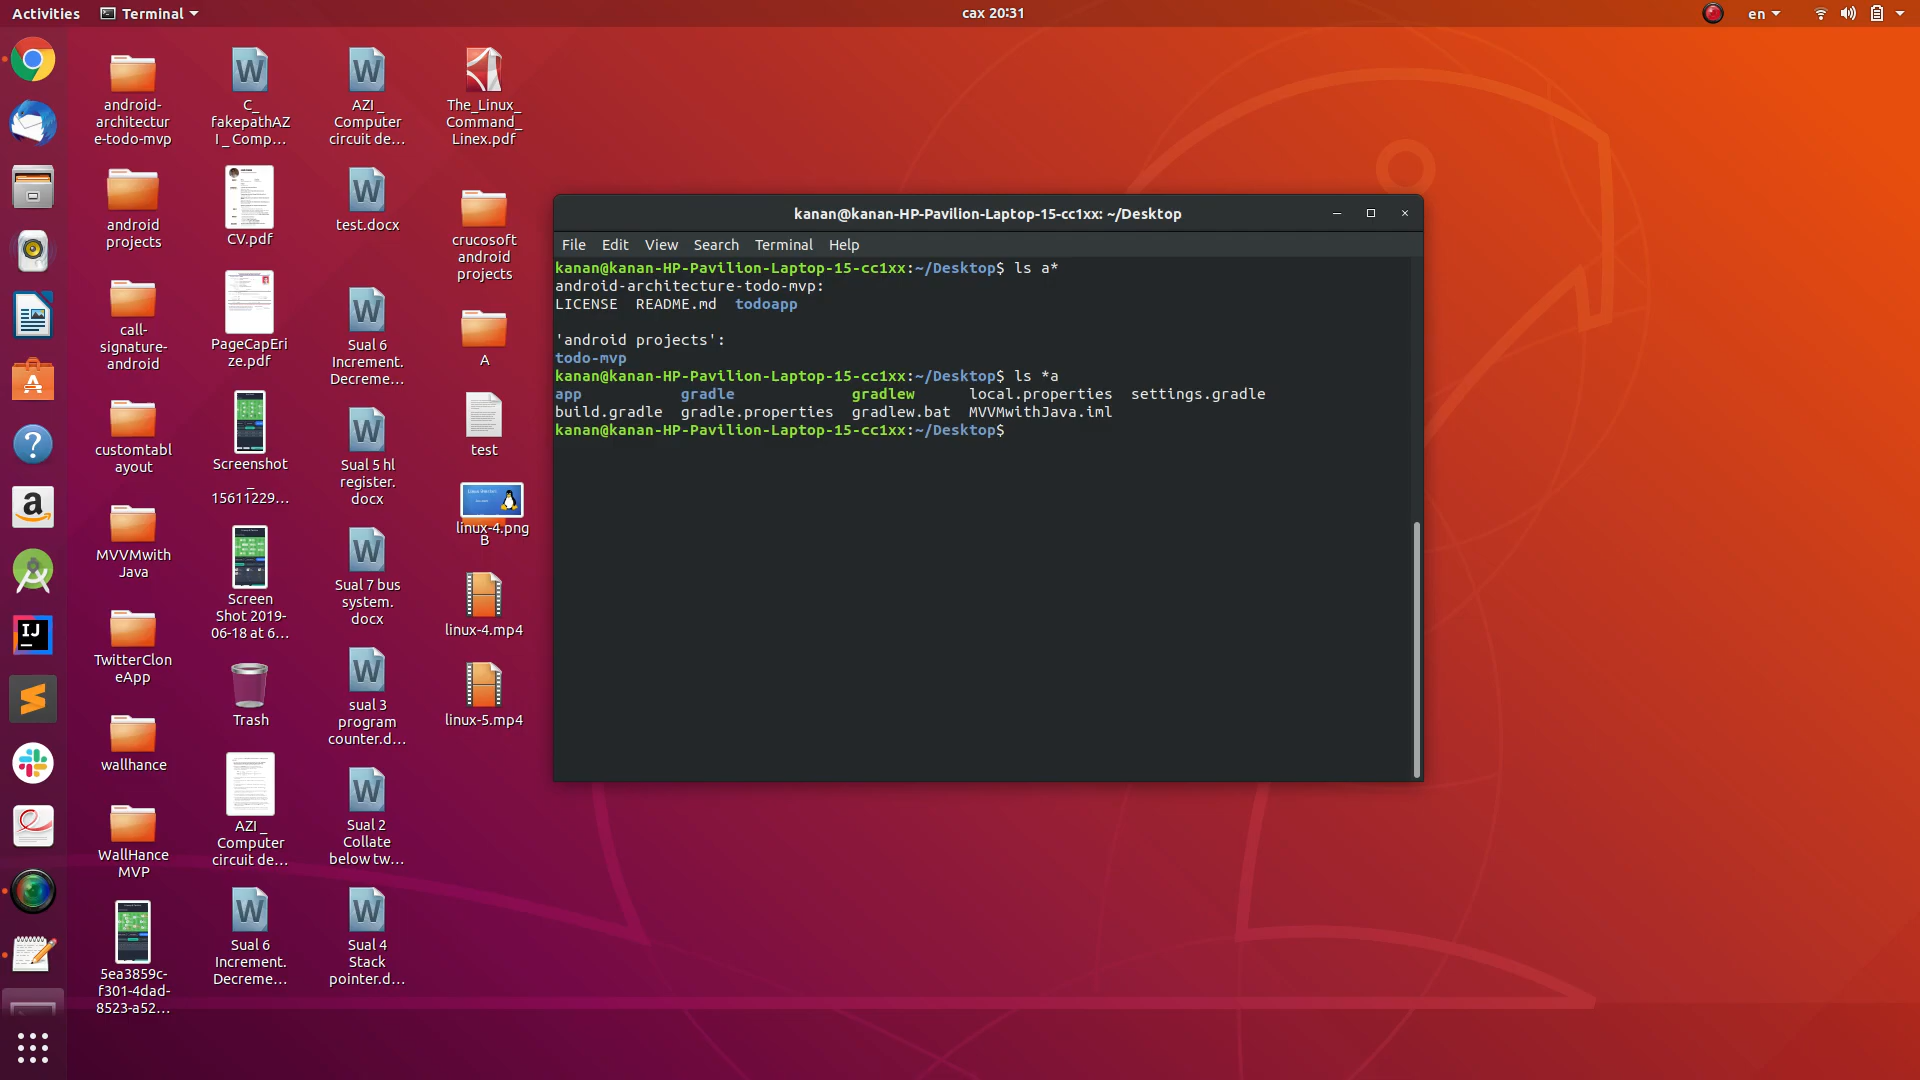 Activities
Terminal
cax 20:31
en
android-
architectur
e-todo-mvp
android
projects
call-
signature-
android
customtabl
ayout
MVVMwith
Java
TwitterClon
eApp
wallhance
WallHance
MVP
5ea3859c-
f301-4dad-
8523-a52...
C_
fakepathAZ
I _ Comp...
CV.pdf
PageCapEri
ze.pdf
Screenshot
_
15611229...
Screen
Shot 2019-
06-18 at 6...
Trash
AZI _
Computer
circuit de...
Sual 6
Increment.
Decreme...
AZI _
Computer
circuit de...
test.docx
Sual 6
Increment.
Decreme...
Sual 5 hl
register.
docx
Sual 7 bus
system.
docx
sual 3
program
counter.d...
Sual 2
Collate
below tw...
Sual 4
Stack
pointer.d...
The_Linux_
Command_
Linex.pdf
crucosoft
android
projects
A
test
linux-4.png
B
linux-4.mp4
linux-5.mp4
kanan@kanan-HP-Pavilion-Laptop-15-cc1xx: ~/Desktop
File Edit View Search Terminal Help
kanan@kanan-HP-Pavilion-Laptop-15-cc1xx:~/Desktop$ ls a*
android-architecture-todo-mvp:
LICENSE README.md todoapp
'android projects':
todo-mvp
kanan@kanan-HP-Pavilion-Laptop-15-cc1xx:~/Desktop$ ls *a
app gradle gradlew local.properties settings.gradle
build.gradle gradle.properties gradlew.bat MVVMwithJava.iml
kanan@kanan-HP-Pavilion-Laptop-15-cc1xx:~/Desktop$